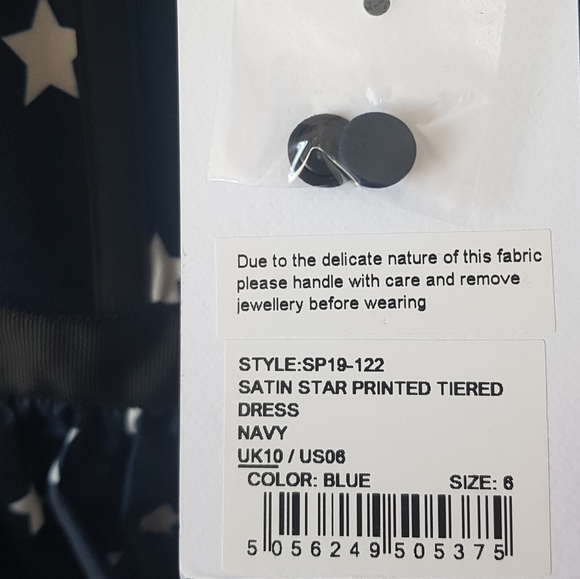 Due to the delicate nature of this fabric
please handle with care and remove
jewellery before wearing
STYLE:SP19-122
SATIN STAR PRINTED TIERED
DRESS
NAVY
UK10 / US06
COLOR: BLUE SIZE: 6
5 056249 505375